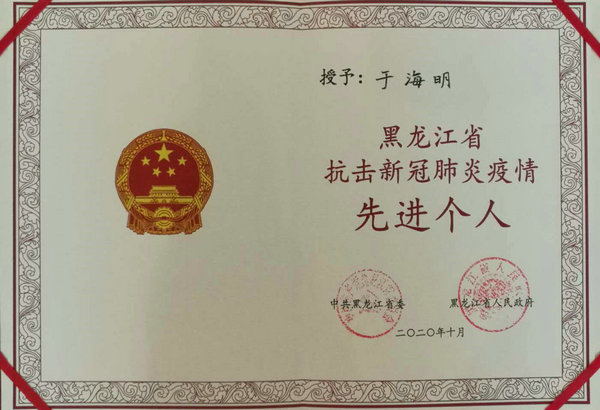 授予：于海明
黑龙江省
抗击新冠肺炎疫情
先进个人
中共黑龙江省委 黑龙江省人民政府
二〇二〇年十月